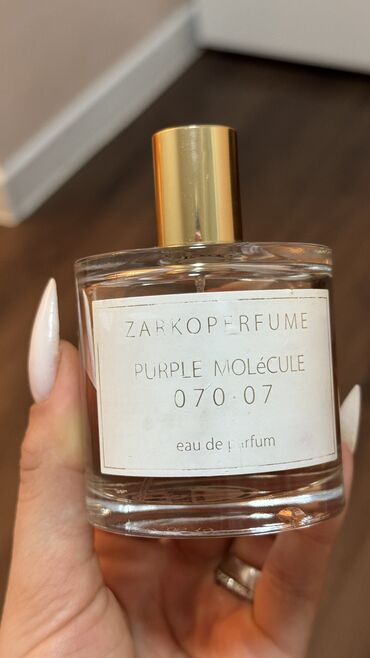 ZARKOPERFUME
PURPLE MOLéCULE
070·07
eau de parfum